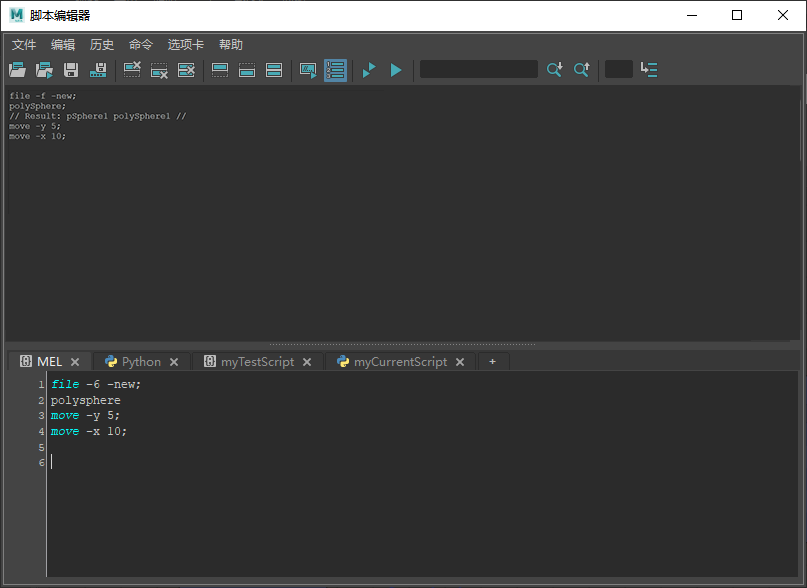 脚本编辑器
文件 编辑 历史 命令 选项卡 帮助
file -f -new;
polySphere;
// Result: pSphere1 polySphere1 //
move -y 5;
move -x 10;
MEL Python myTestScript myCurrentScript +
1 file -6 -new;
2 polysphere
3 move -y 5;
4 move -x 10;
5
6